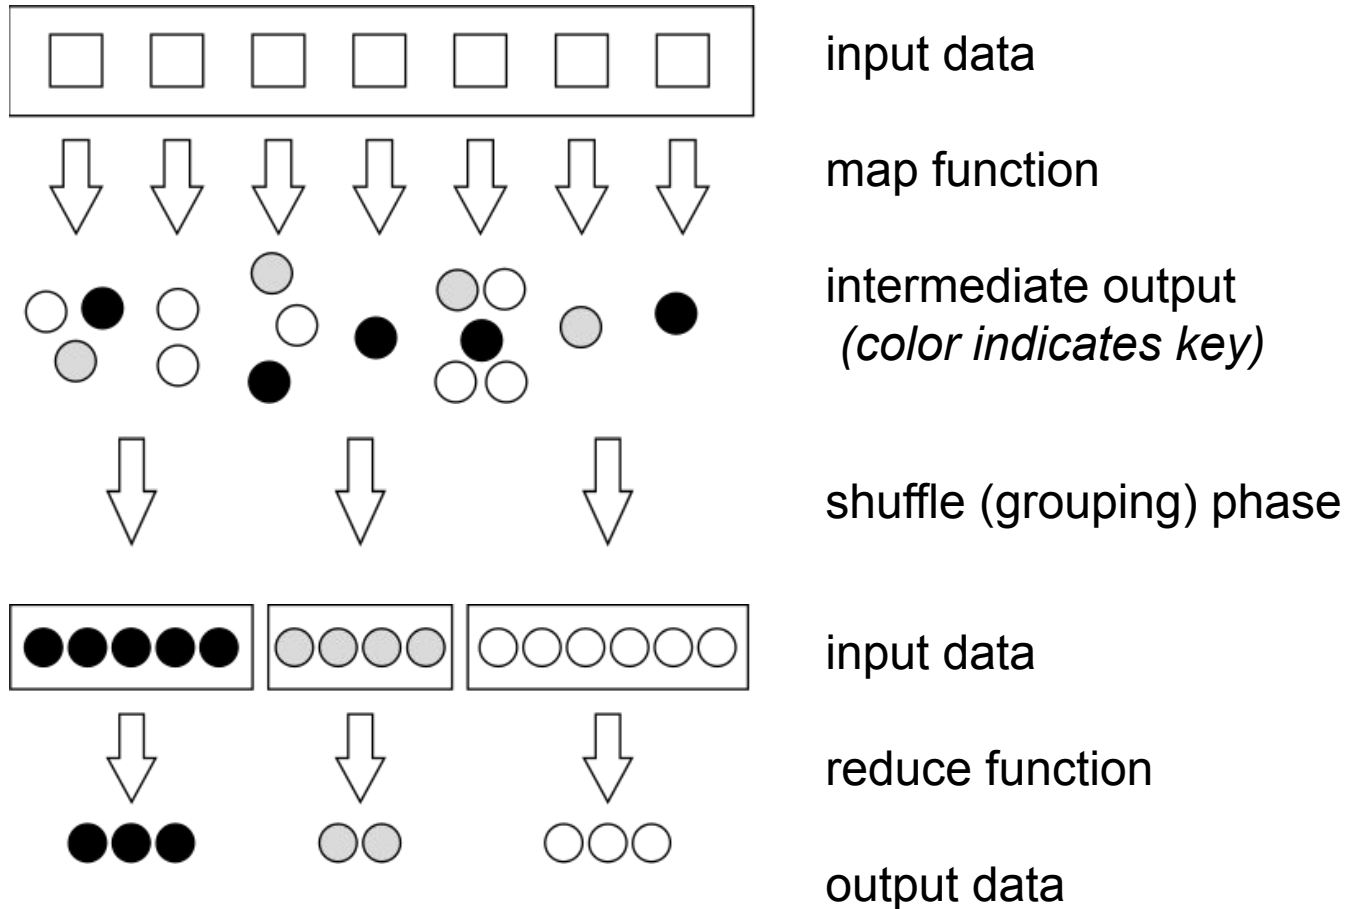 input data
map function
intermediate output
(color indicates key)
shuffle (grouping) phase
input data
reduce function
output data